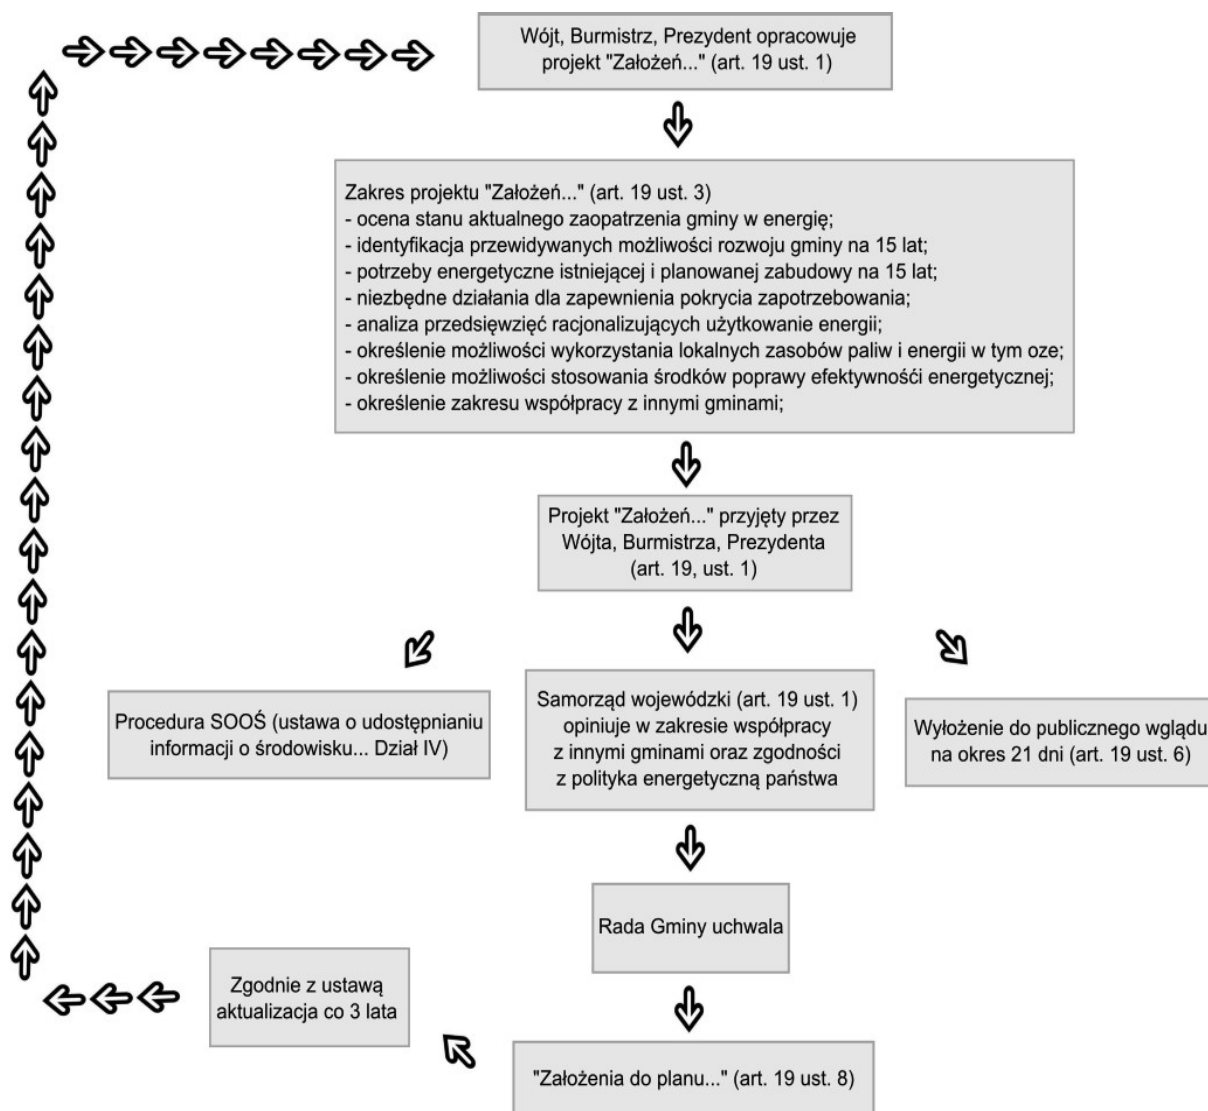 Wójt, Burmistrz, Prezydent opracowuje
projekt "Założeń..." (art. 19 ust. 1)
Zakres projektu "Założeń..." (art. 19 ust. 3)
- ocena stanu aktualnego zaopatrzenia gminy w energię;
- identyfikacja przewidywanych możliwości rozwoju gminy na 15 lat;
- potrzeby energetyczne istniejącej i planowanej zabudowy na 15 lat;
- niezbędne działania dla zapewnienia pokrycia zapotrzebowania;
- analiza przedsięwzięć racjonalizujących użytkowanie energii;
- określenie możliwości wykorzystania lokalnych zasobów paliw i energii w tym oze;
- określenie możliwości stosowania środków poprawy efektywnośći energetycznej;
- określenie zakresu współpracy z innymi gminami;
Projekt "Założeń..." przyjęty przez
Wójta, Burmistrza, Prezydenta
(art. 19, ust. 1)
Procedura SOOŚ (ustawa o udostępnianiu
informacji o środowisku... Dział IV)
Samorząd wojewódzki (art. 19 ust. 1)
opiniuje w zakresie współpracy
z innymi gminami oraz zgodności
z polityka energetyczną państwa
Wyłożenie do publicznego wglądu
na okres 21 dni (art. 19 ust. 6)
Rada Gminy uchwala
Zgodnie z ustawą
aktualizacja co 3 lata
"Założenia do planu..." (art. 19 ust. 8)